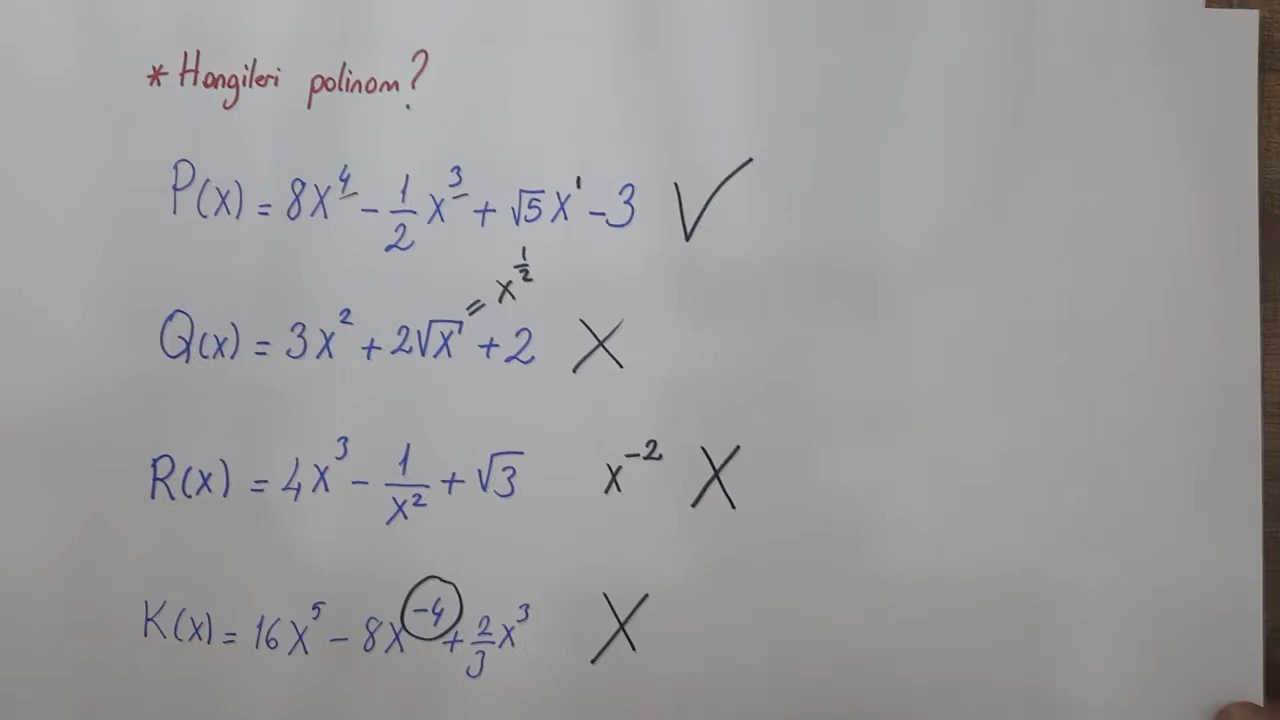 * Hangileri polinom?
P(x) = 8x⁴ - 1/2 x³ + √5 x¹ - 3 ✓
= x^(1/2)
Q(x) = 3x² + 2√x + 2 X
R(x) = 4x³ - 1/x² + √3 x⁻² X
K(x) = 16x⁵ - 8x⁻⁴ + 2/3 x³ X